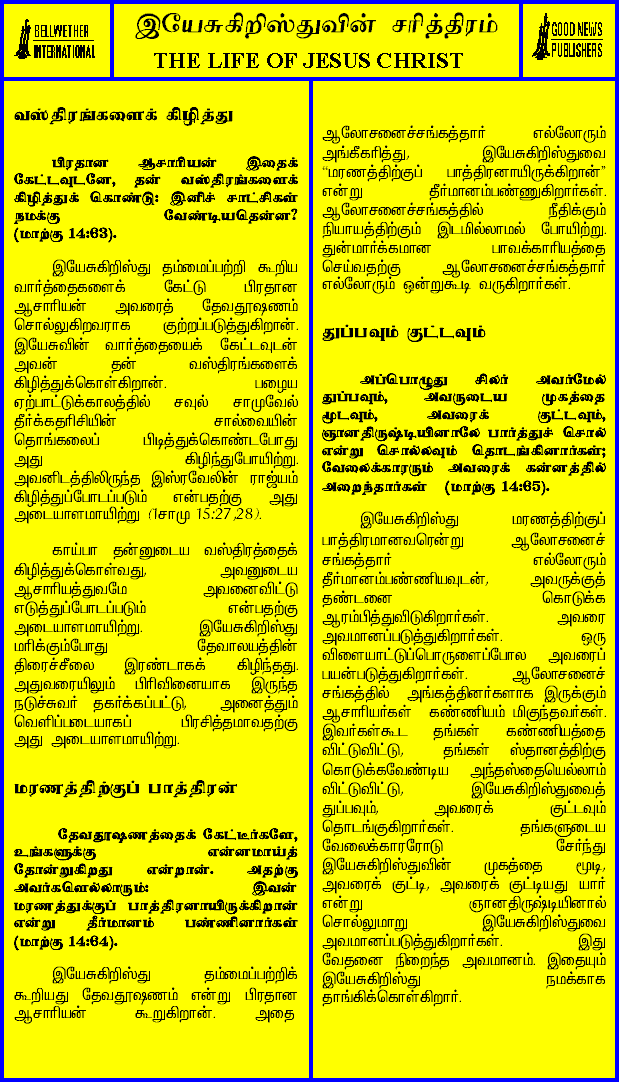 BELLWETHER
INTERNATIONAL
இயேசுகிறிஸ்துவின் சரித்திரம்
THE LIFE OF JESUS CHRIST
GOOD NEWS
PUBLISHERS
வஸ்திரங்களைக் கிழித்து
பிரதான ஆசாரியன் இதைக்
கேட்டவுடனே, தன் வஸ்திரங்களைக்
கிழித்துக் கொண்டு: இனிச் சாட்சிகள்
நமக்கு வேண்டியதென்ன?
(மாற்கு 14:63).
இயேசுகிறிஸ்து தம்மைப்பற்றி கூறிய
வார்த்தைகளைக் கேட்டு பிரதான
ஆசாரியன் அவரைத் தேவதூஷணம்
சொல்லுகிறவராக குற்றப்படுத்துகிறான்.
இயேசுவின் வார்த்தையைக் கேட்டவுடன்
அவன் தன் வஸ்திரங்களைக்
கிழித்துக்கொள்கிறான். பழைய
ஏற்பாட்டுக்காலத்தில் சவுல் சாமுவேல்
தீர்க்கதரிசியின் சால்வையின்
தொங்கலைப் பிடித்துக்கொண்டபோது
அது கிழிந்துபோயிற்று.
அவனிடத்திலிருந்த இஸ்ரவேலின் ராஜ்யம்
கிழித்துப்போடப்படும் என்பதற்கு அது
அடையாளமாயிற்று (1சாமு 15:27,28).
காய்பா தன்னுடைய வஸ்திரத்தைக்
கிழித்துக்கொள்வது, அவனுடைய
ஆசாரியத்துவமே அவனைவிட்டு
எடுத்துப்போடப்படும் என்பதற்கு
அடையாளமாயிற்று. இயேசுகிறிஸ்து
மரிக்கும்போது தேவாலயத்தின்
திரைச்சீலை இரண்டாகக் கிழிந்தது.
அதுவரையிலும் பிரிவினையாக இருந்த
நடுச்சுவர் தகர்க்கப்பட்டு, அனைத்தும்
வெளிப்படையாகப் பிரசித்தமாவதற்கு
அது அடையாளமாயிற்று.
மரணத்திற்குப் பாத்திரன்
தேவதூஷணத்தைக் கேட்டீர்களே,
உங்களுக்கு என்னமாய்த்
தோன்றுகிறது என்றான். அதற்கு
அவர்களெல்லாரும்: இவன்
மரணத்துக்குப் பாத்திரனாயிருக்கிறான்
என்று தீர்மானம் பண்ணினார்கள்
(மாற்கு 14:64).
இயேசுகிறிஸ்து தம்மைப்பற்றிக்
கூறியது தேவதூஷணம் என்று பிரதான
ஆசாரியன் கூறுகிறான். அதை
ஆலோசனைச்சங்கத்தார் எல்லோரும்
அங்கீகரித்து, இயேசுகிறிஸ்துவை
“மரணத்திற்குப் பாத்திரனாயிருக்கிறான்”
என்று தீர்மானம்பண்ணுகிறார்கள்.
ஆலோசனைச்சங்கத்தில் நீதிக்கும்
நியாயத்திற்கும் இடமில்லாமல் போயிற்று.
துன்மார்க்கமான பாவக்காரியத்தை
செய்வதற்கு ஆலோசனைச்சங்கத்தார்
எல்லோரும் ஒன்றுகூடி வருகிறார்கள்.
துப்பவும் குட்டவும்
அப்பொழுது சிலர் அவர்மேல்
துப்பவும், அவருடைய முகத்தை
மூடவும், அவரைக் குட்டவும்,
ஞானதிருஷ்டியினாலே பார்த்துச் சொல்
என்று சொல்லவும் தொடங்கினார்கள்;
வேலைக்காரரும் அவரைக் கன்னத்தில்
அறைந்தார்கள் (மாற்கு 14:65).
இயேசுகிறிஸ்து மரணத்திற்குப்
பாத்திரமானவரென்று ஆலோசனைச்
சங்கத்தார் எல்லோரும்
தீர்மானம்பண்ணியவுடன், அவருக்குத்
தண்டனை கொடுக்க
ஆரம்பித்துவிடுகிறார்கள். அவரை
அவமானப்படுத்துகிறார்கள். ஒரு
விளையாட்டுப்பொருளைப்போல அவரைப்
பயன்படுத்துகிறார்கள். ஆலோசனைச்
சங்கத்தில் அங்கத்தினர்களாக இருக்கும்
ஆசாரியர்கள் கண்ணியம் மிகுந்தவர்கள்.
இவர்கள்கூட தங்கள் கண்ணியத்தை
விட்டுவிட்டு, தங்கள் ஸ்தானத்திற்கு
கொடுக்கவேண்டிய அந்தஸ்தையெல்லாம்
விட்டுவிட்டு, இயேசுகிறிஸ்துவைத்
துப்பவும், அவரைக் குட்டவும்
தொடங்குகிறார்கள். தங்களுடைய
வேலைக்காரரோடு சேர்ந்து
இயேசுகிறிஸ்துவின் முகத்தை மூடி,
அவரைக் குட்டி, அவரைக் குட்டியது யார்
என்று ஞானதிருஷ்டியினால்
சொல்லுமாறு இயேசுகிறிஸ்துவை
அவமானப்படுத்துகிறார்கள். இது
வேதனை நிறைந்த அவமானம். இதையும்
இயேசுகிறிஸ்து நமக்காக
தாங்கிக்கொள்கிறார்.